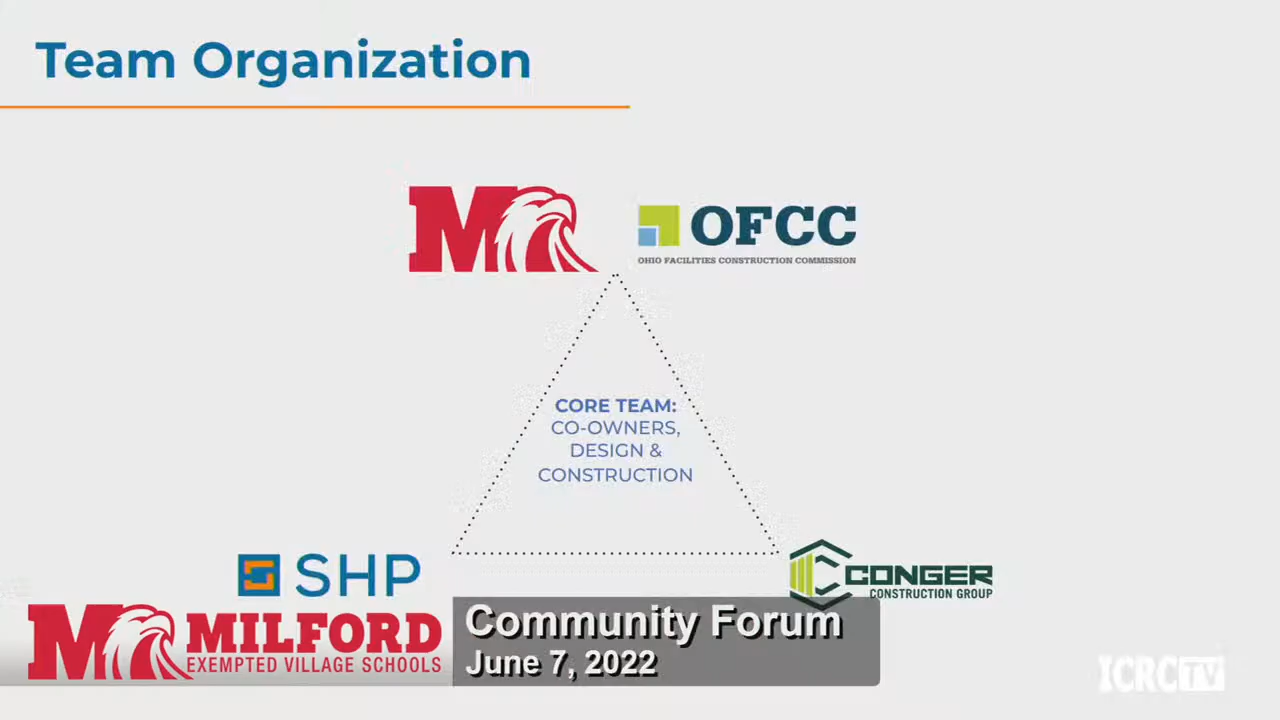 Team Organization
M
OFCC
OHIO FACILITIES CONSTRUCTION COMMISSION
CORE TEAM:
CO-OWNERS,
DESIGN &
CONSTRUCTION
SHP
CONGER
CONSTRUCTION GROUP
M
MILFORD
EXEMPTED VILLAGE SCHOOLS
Community Forum
June 7, 2022
ICRCTV